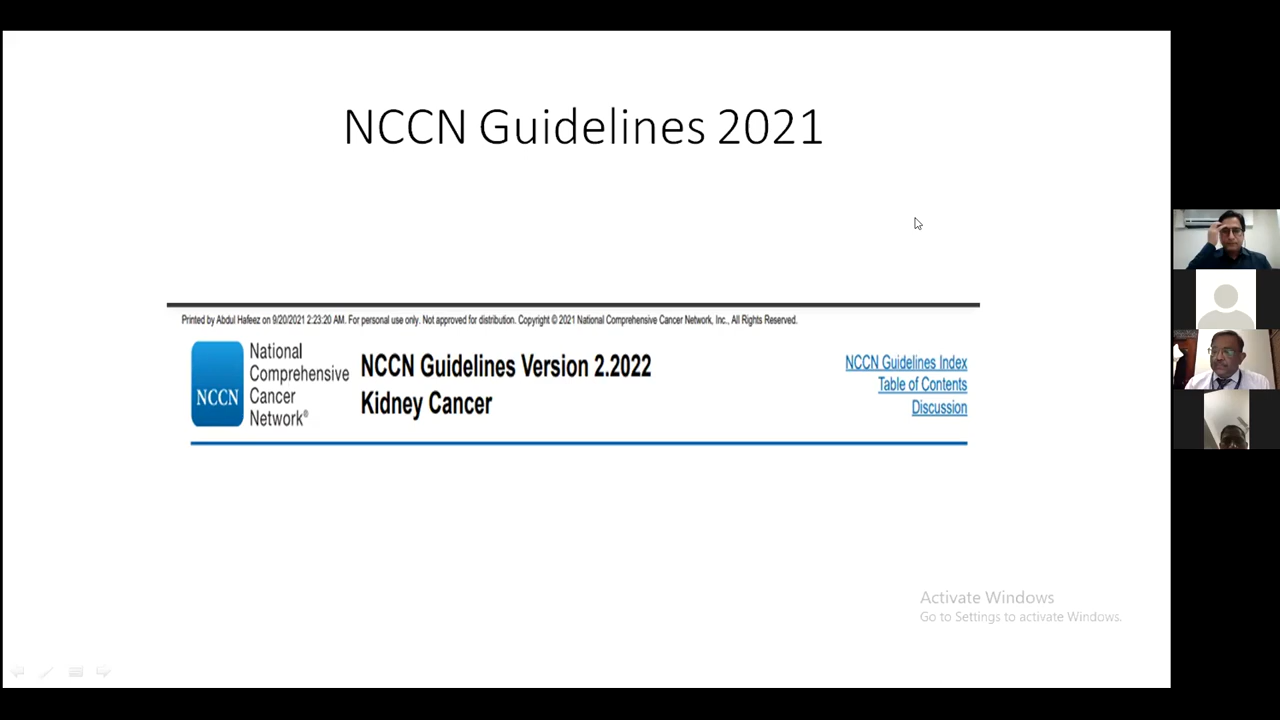 NCCN Guidelines 2021
Printed by Abdul Hafeez on 9/20/2021 2:23:20 AM. For personal use only. Not approved for distribution. Copyright © 2021 National Comprehensive Cancer Network, Inc., All Rights Reserved.
NCCN
National
Comprehensive
Cancer
Network®
NCCN Guidelines Version 2.2022
Kidney Cancer
NCCN Guidelines Index
Table of Contents
Discussion
Activate Windows
Go to Settings to activate Windows.